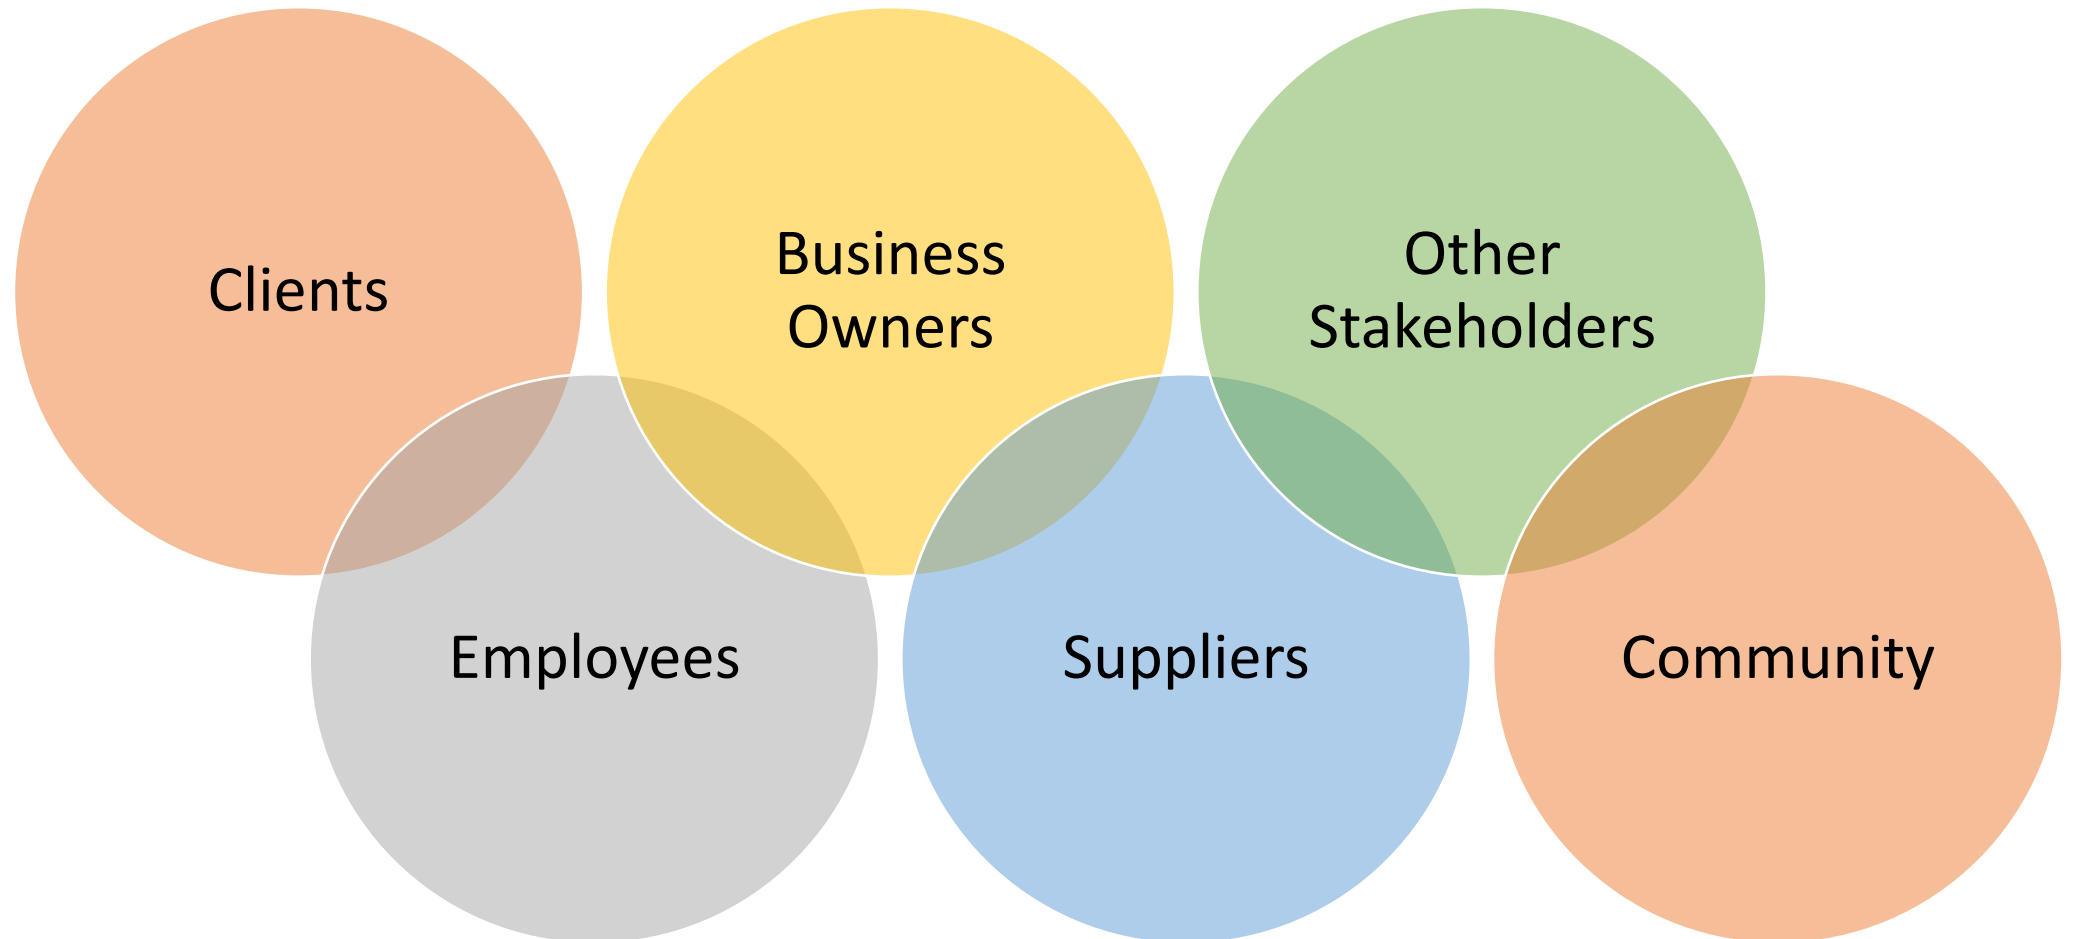 Clients
Business
Owners
Other
Stakeholders
Employees
Suppliers
Community